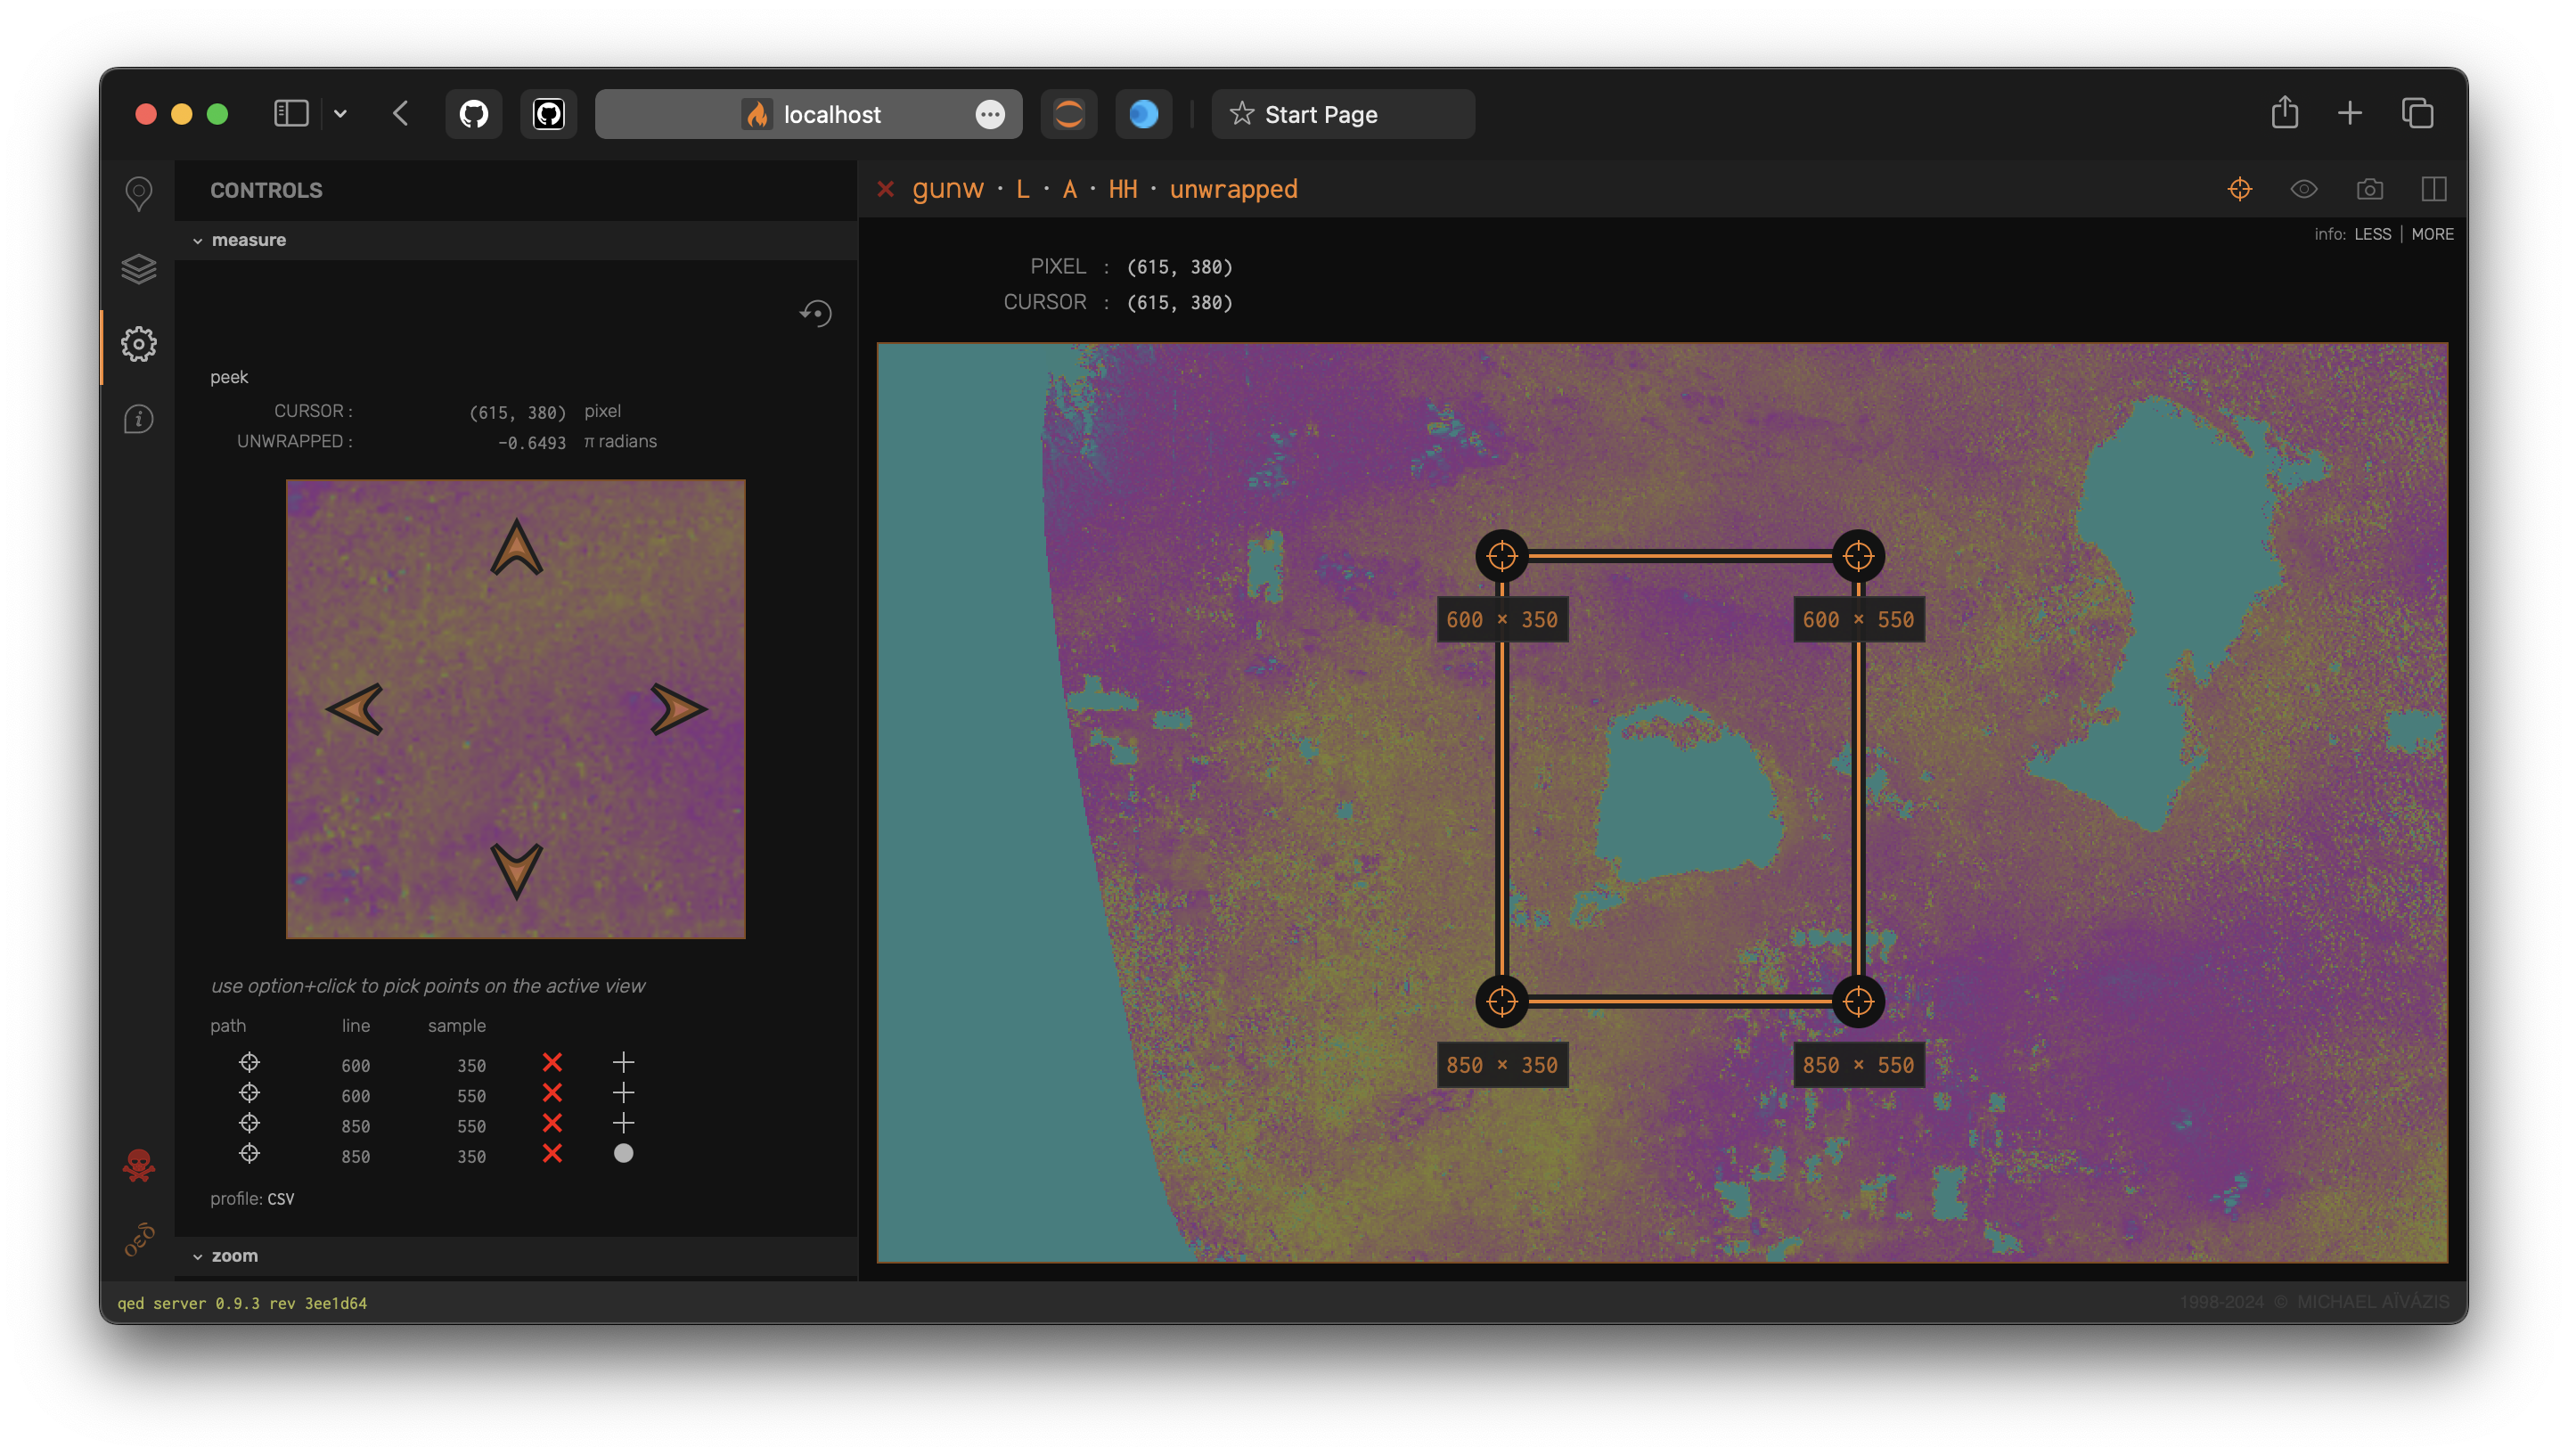 localhost
Start Page
CONTROLS
measure
peek
CURSOR : (615, 380) pixel
UNWRAPPED : -0.6493 π radians
use option+click to pick points on the active view
path line sample
600 350
600 550
850 550
850 350
profile: CSV
zoom
gunw · L · A · HH · unwrapped
info: LESS | MORE
PIXEL : (615, 380)
CURSOR : (615, 380)
600 × 350
600 × 550
850 × 350
850 × 550
qed server 0.9.3 rev 3ee1d64
1998-2024 © MICHAEL AÏVÁZIS